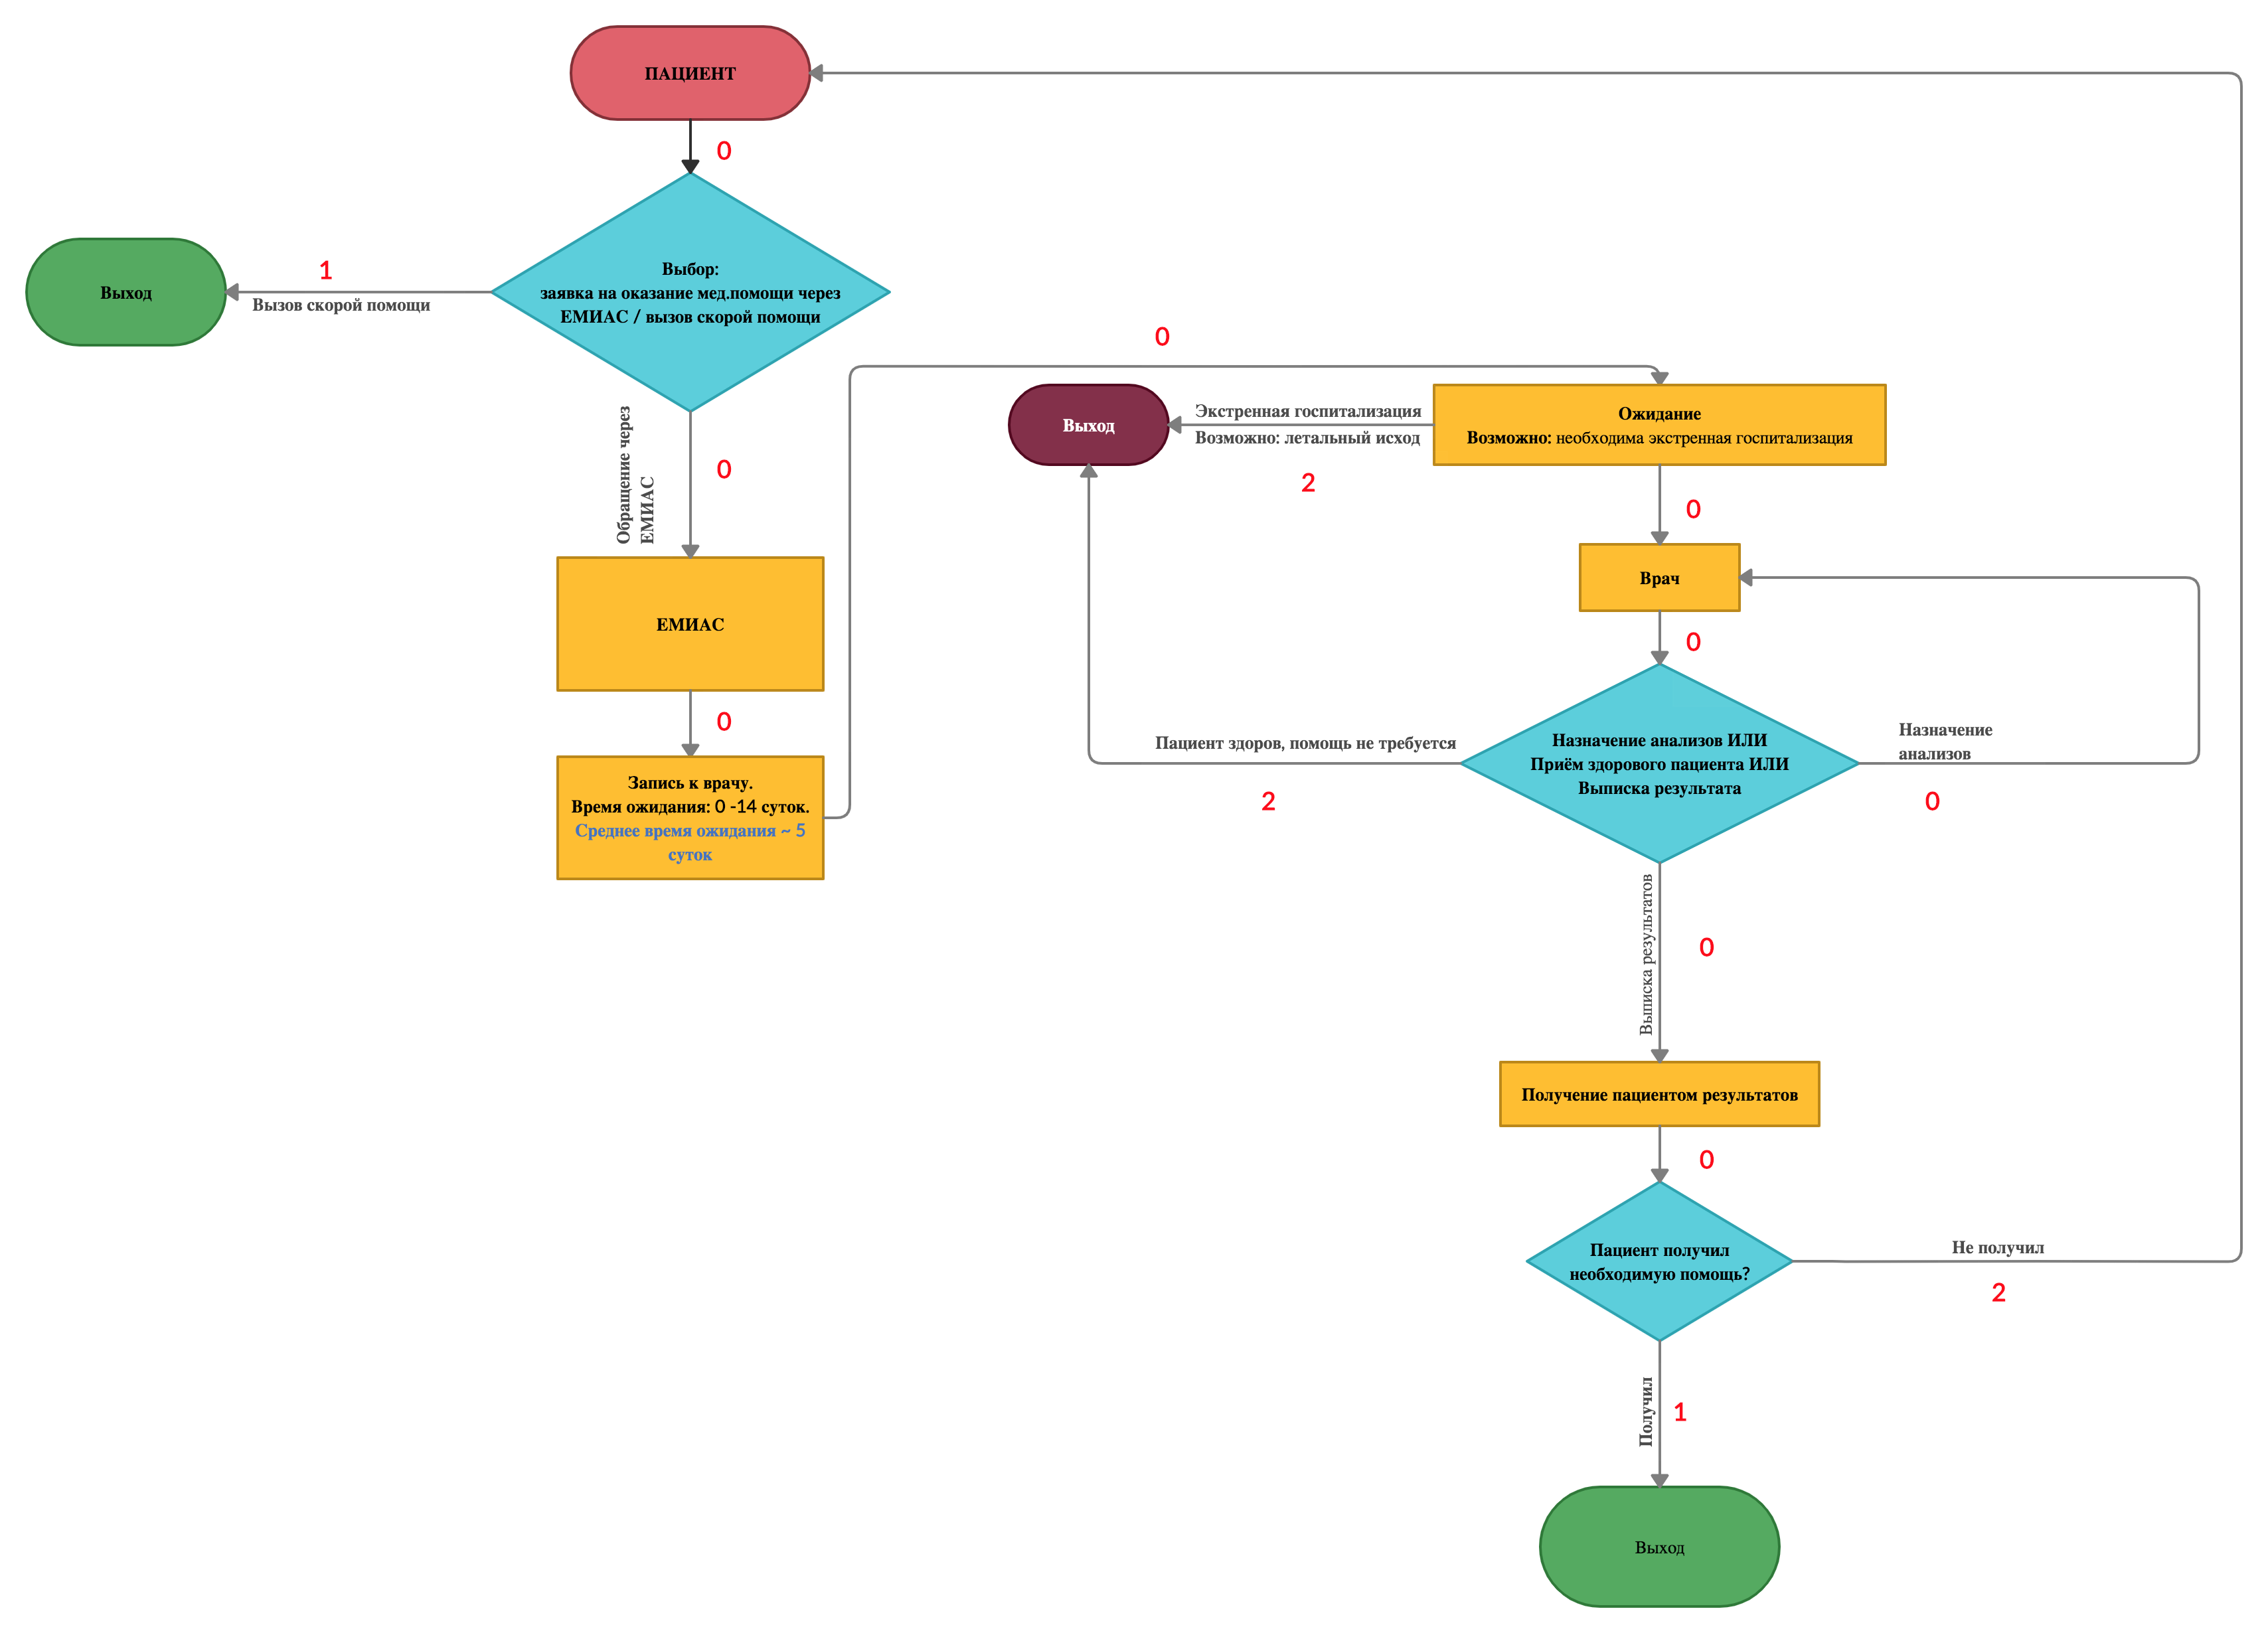 ПАЦИЕНТ
0
Выбор:
заявка на оказание мед.помощи через
ЕМИАС / вызов скорой помощи
1
Вызов скорой помощи
Выход
Обращение через
ЕМИАС
0
ЕМИАС
0
Запись к врачу.
Время ожидания: 0 -14 суток.
Среднее время ожидания ~ 5
суток
0
Ожидание
Возможно: необходима экстренная госпитализация
Экстренная госпитализация
Возможно: летальный исход
2
Выход
0
Врач
0
Назначение анализов ИЛИ
Приём здорового пациента ИЛИ
Выписка результата
Пациент здоров, помощь не требуется
2
Назначение
анализов
0
Выписка результатов
0
Получение пациентом результатов
0
Пациент получил
необходимую помощь?
Не получил
2
Получил
1
Выход